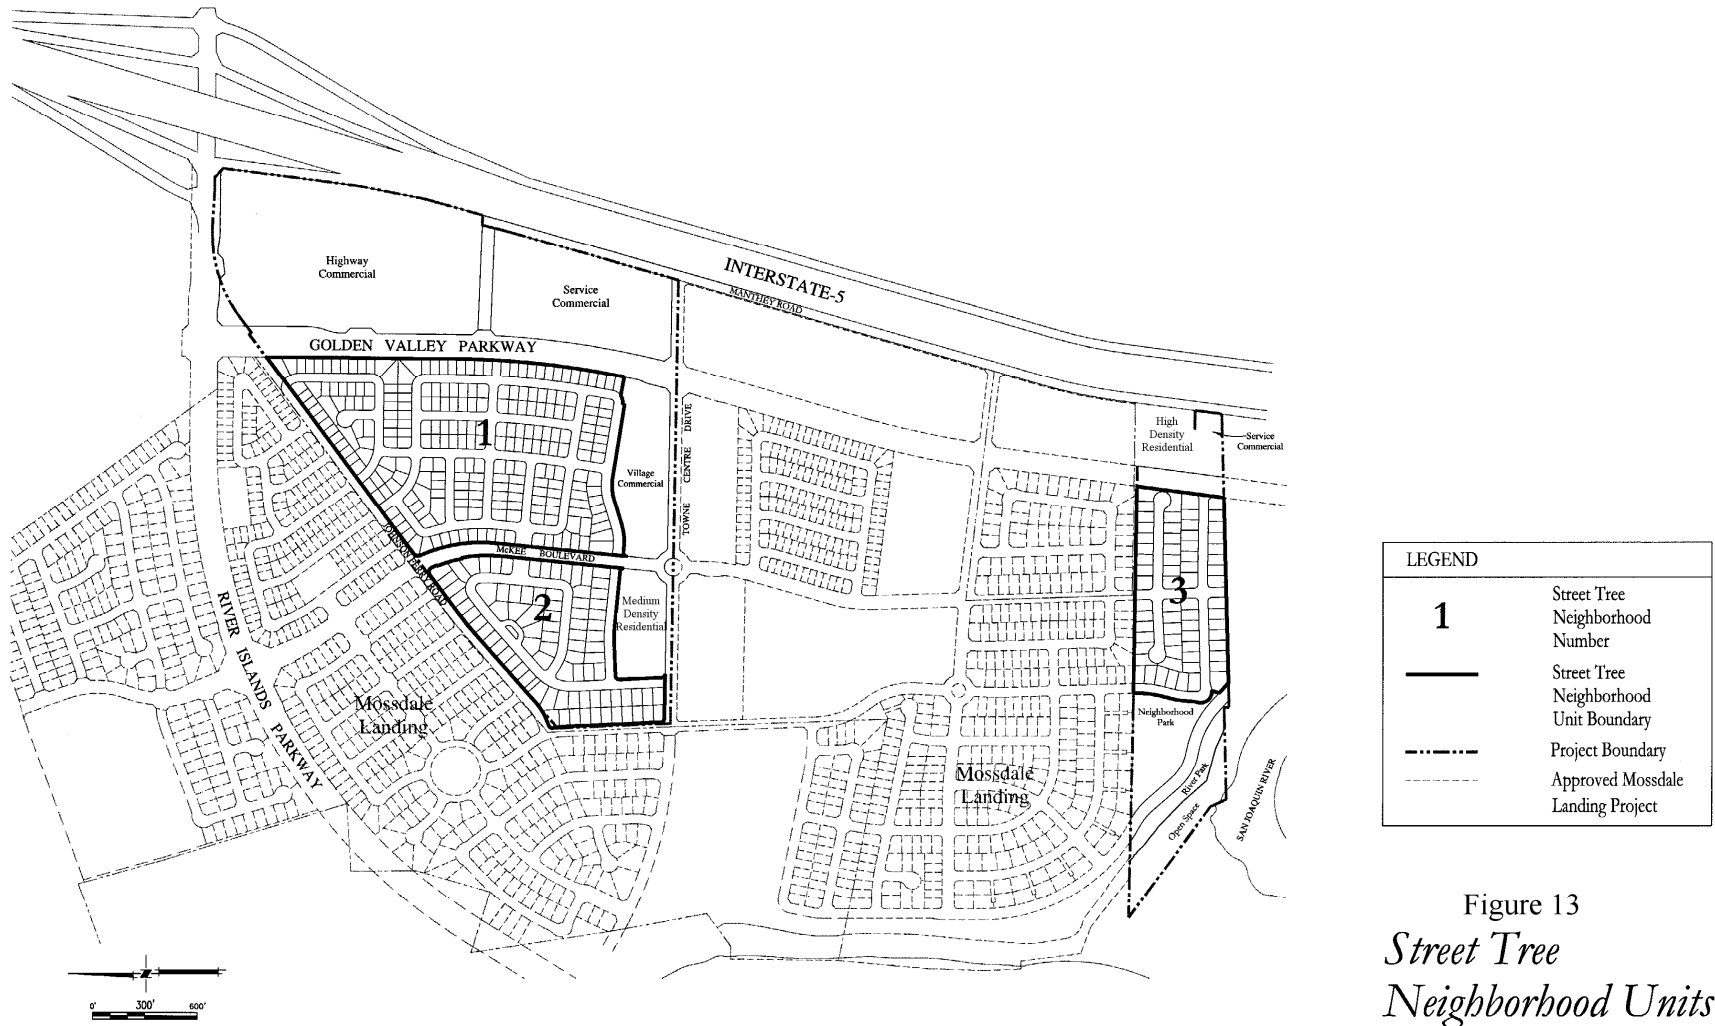 Highway
Commercial
Service
Commercial
INTERSTATE-5
MANTHEY ROAD
GOLDEN VALLEY PARKWAY
1
Village
Commercial
TOWNE CENTRE DRIVE
High
Density
Residential
Service
Commercial
McKEE BOULEVARD
JOHNSON FERRY ROAD
2
Medium
Density
Residential
3
RIVER ISLANDS PARKWAY
Mossdale
Landing
Mossdale
Landing
Neighborhood
Park
River Park
Open Space
SAN JOAQUIN RIVER
0' 300' 600'
LEGEND
1
Street Tree
Neighborhood
Number
Street Tree
Neighborhood
Unit Boundary
Project Boundary
Approved Mossdale
Landing Project
Figure 13
Street Tree
Neighborhood Units